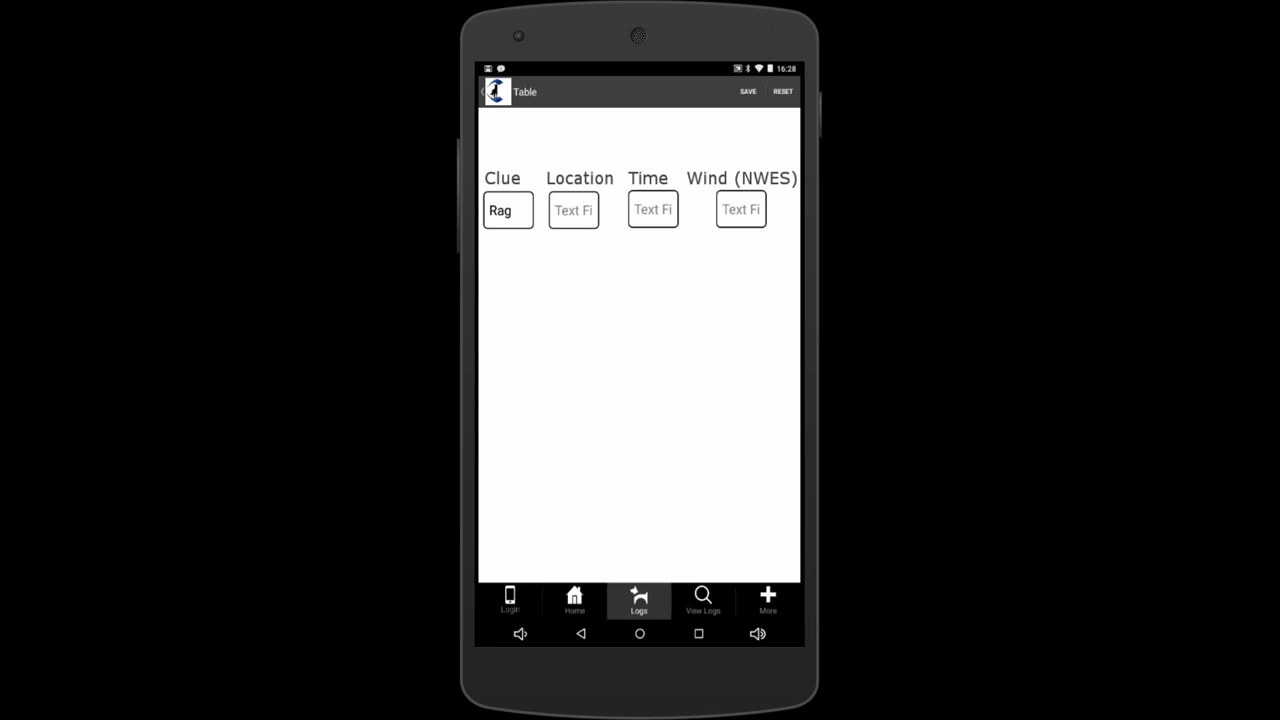 16:28
Table SAVE RESET
Clue Location Time Wind (NWES)
Rag Text Fi Text Fi Text Fi
Login Home Logs View Logs More